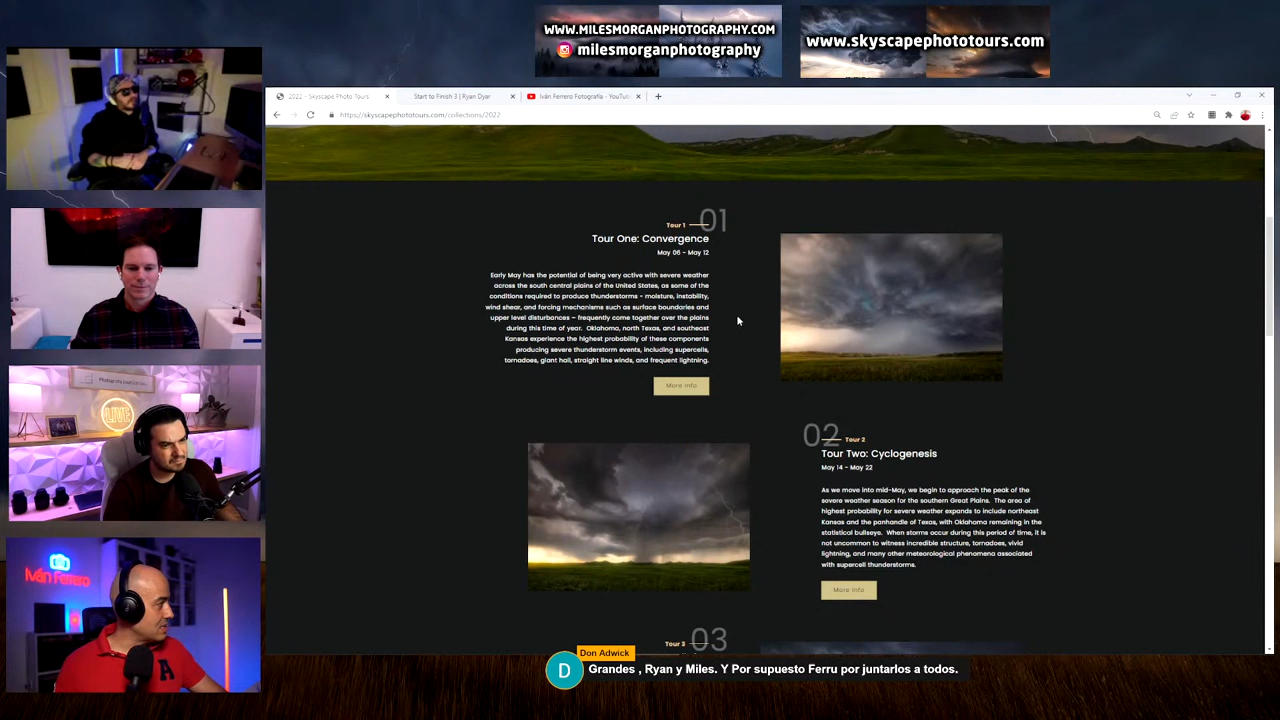 WWW.MILESMORGANPHOTOGRAPHY.COM
milesmorganphotography
www.skyscapephototours.com
2022 – Skyscape Photo Tours
Start to Finish 3 | Ryan Dyar
Iván Ferrero Fotografía - YouTu
https://skyscapephototours.com/collections/2022
01
Tour 1
Tour One: Convergence
May 06 - May 12
Early May has the potential of being very active with severe weather
across the south central plains of the United States, as some of the
conditions required to produce thunderstorms - moisture, instability,
wind shear, and forcing mechanisms such as surface boundaries and
upper level disturbances – frequently come together over the plains
during this time of year. Oklahoma, north Texas, and southeast
Kansas experience the highest probability of these components
producing severe thunderstorm events, including supercells,
tornadoes, giant hail, straight line winds, and frequent lightning.
More Info
02
Tour 2
Tour Two: Cyclogenesis
May 14 - May 22
As we move into mid-May, we begin to approach the peak of the
severe weather season for the southern Great Plains. The area of
highest probability for severe weather expands to include northeast
Kansas and the panhandle of Texas, with Oklahoma remaining in the
statistical bullseye. When storms occur during this period of time, it is
not uncommon to witness incredible structure, tornadoes, vivid
lightning, and many other meteorological phenomena associated
with supercell thunderstorms.
More Info
03
Tour 3
LIVE
Iván Ferrero
Don Adwick
D
Grandes , Ryan y Miles. Y Por supuesto Ferru por juntarlos a todos.